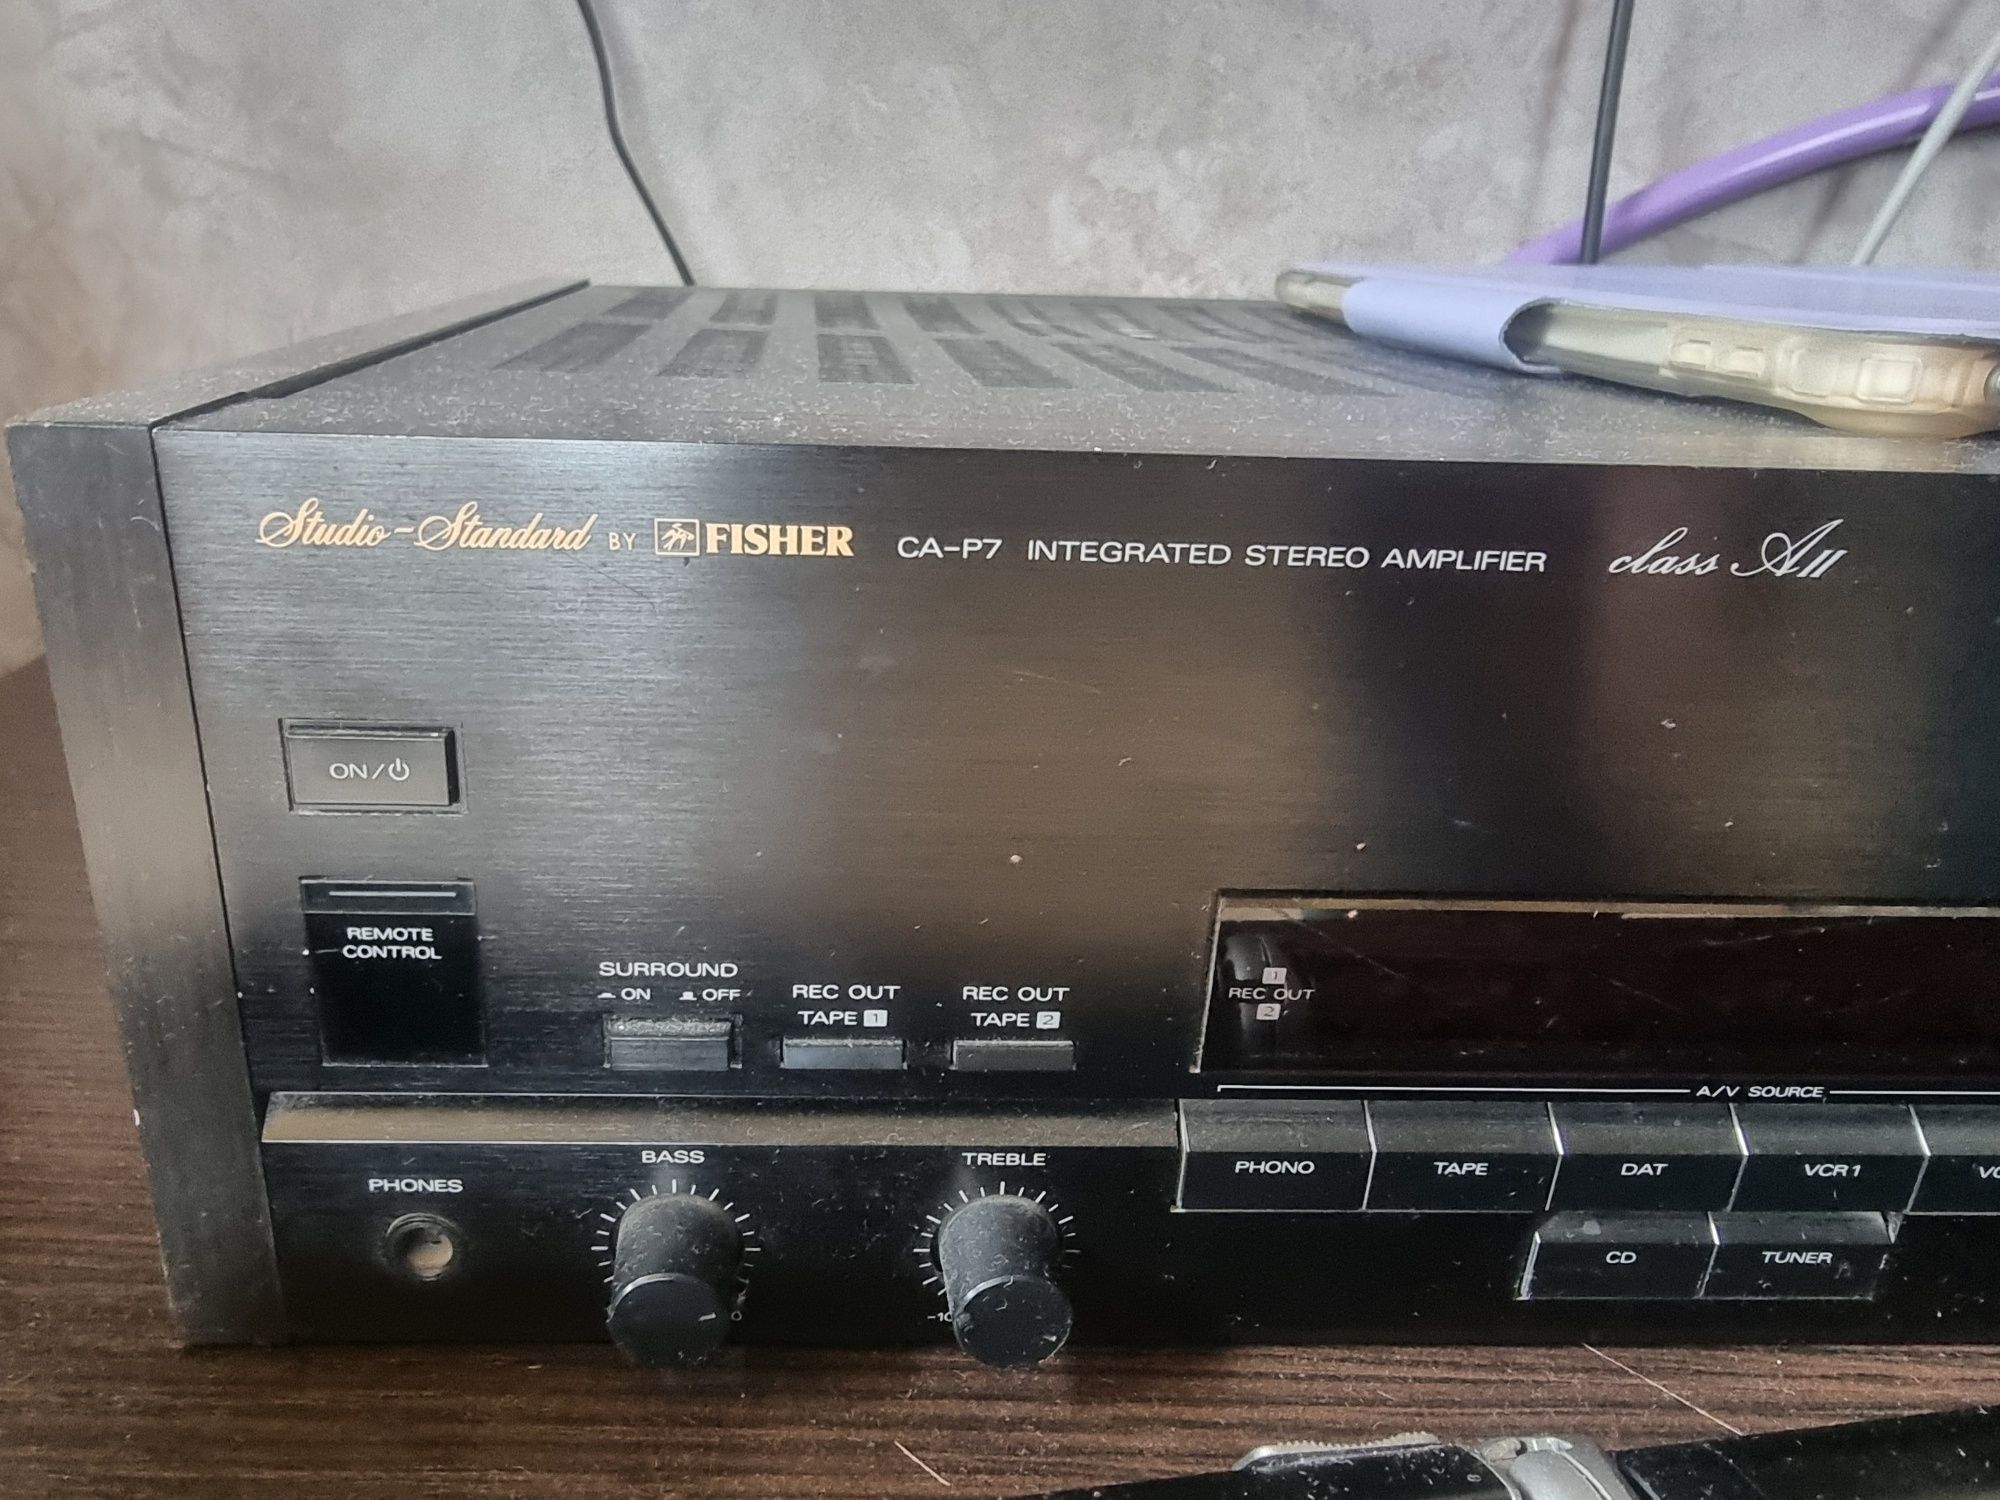 Studio-Standard BY FISHER CA-P7 INTEGRATED STEREO AMPLIFIER class AII
ON/
REMOTE
CONTROL
SURROUND
ON OFF
REC OUT
TAPE 1
REC OUT
TAPE 2
1
REC OUT
2
A/V SOURCE
PHONES
BASS
0
TREBLE
-10
PHONO
TAPE
DAT
VCR1
CD
TUNER